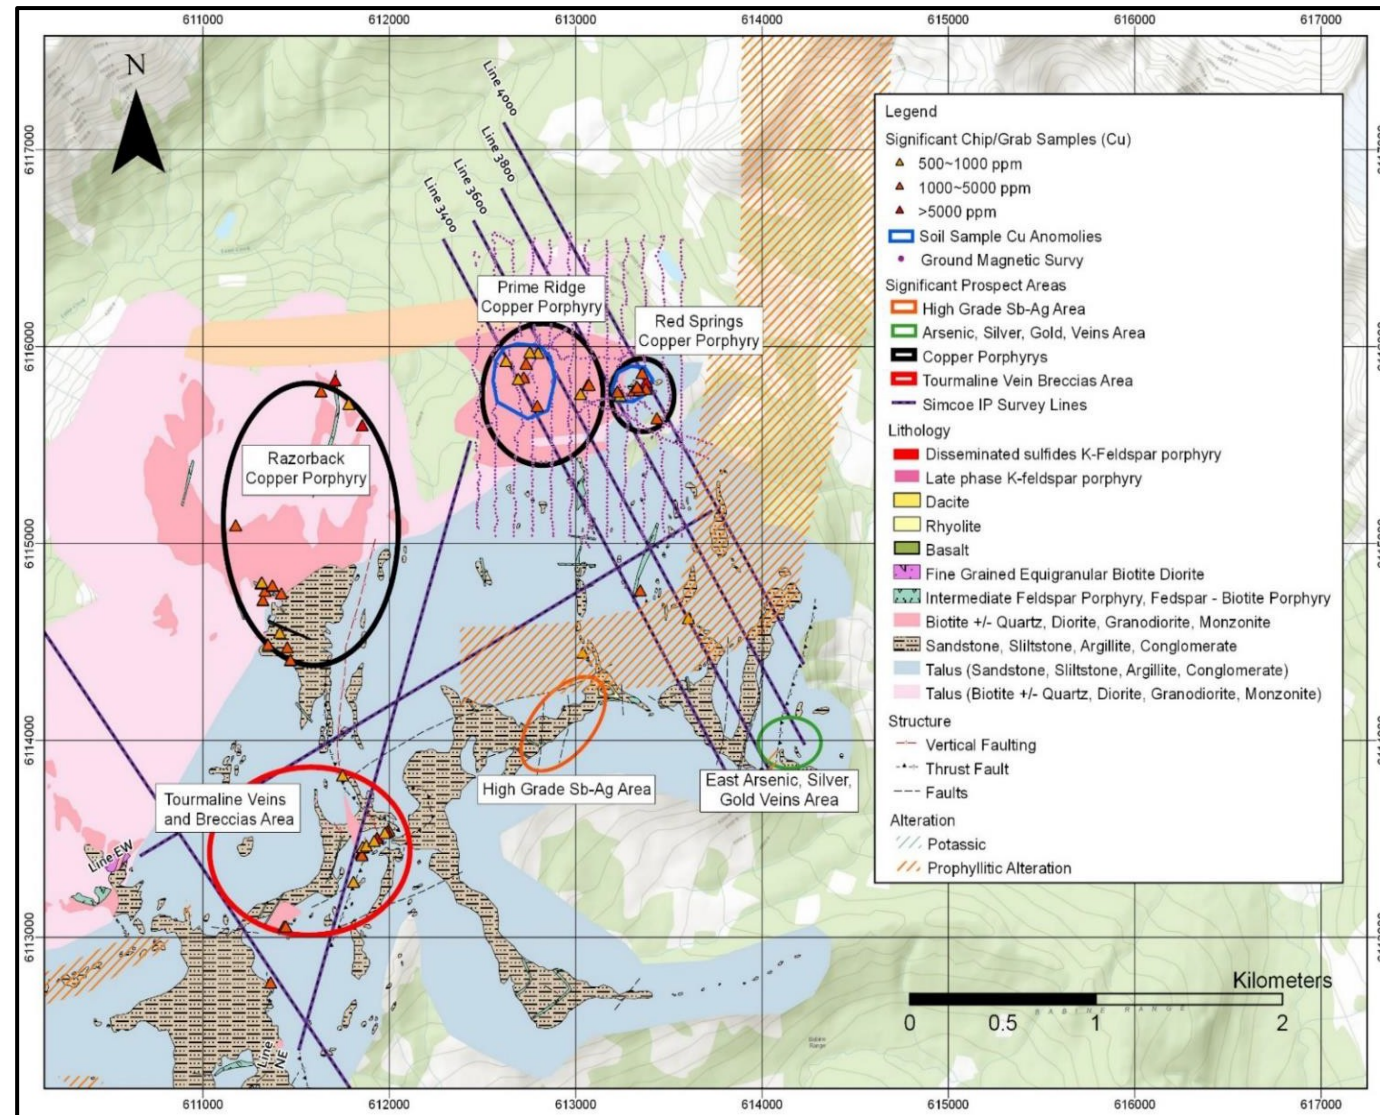 611000
612000
613000
614000
615000
616000
617000
N
6117000
6116000
6115000
6114000
6113000
Line 4000
Line 3800
Line 3600
Line 3400
Prime Ridge
Copper Porphyry
Red Springs
Copper Porphyry
Razorback
Copper Porphyry
Tourmaline Veins
and Breccias Area
High Grade Sb-Ag Area
East Arsenic, Silver,
Gold Veins Area
Line EW
Line
NE
Legend
Significant Chip/Grab Samples (Cu)
500~1000 ppm
1000~5000 ppm
>5000 ppm
Soil Sample Cu Anomolies
Ground Magnetic Survy
Significant Prospect Areas
High Grade Sb-Ag Area
Arsenic, Silver, Gold, Veins Area
Copper Porphyrys
Tourmaline Vein Breccias Area
Simcoe IP Survey Lines
Lithology
Disseminated sulfides K-Feldspar porphyry
Late phase K-feldspar porphyry
Dacite
Rhyolite
Basalt
Fine Grained Equigranular Biotite Diorite
Intermediate Feldspar Porphyry, Fedspar - Biotite Porphyry
Biotite +/- Quartz, Diorite, Granodiorite, Monzonite
Sandstone, Sliltstone, Argillite, Conglomerate
Talus (Sandstone, Sliltstone, Argillite, Conglomerate)
Talus (Biotite +/- Quartz, Diorite, Granodiorite, Monzonite)
Structure
Vertical Faulting
Thrust Fault
Faults
Alteration
Potassic
Prophyllitic Alteration
Kilometers
BABINE RANGE
0 0.5 1 2
Babine
Range
611000
612000
613000
614000
615000
616000
617000